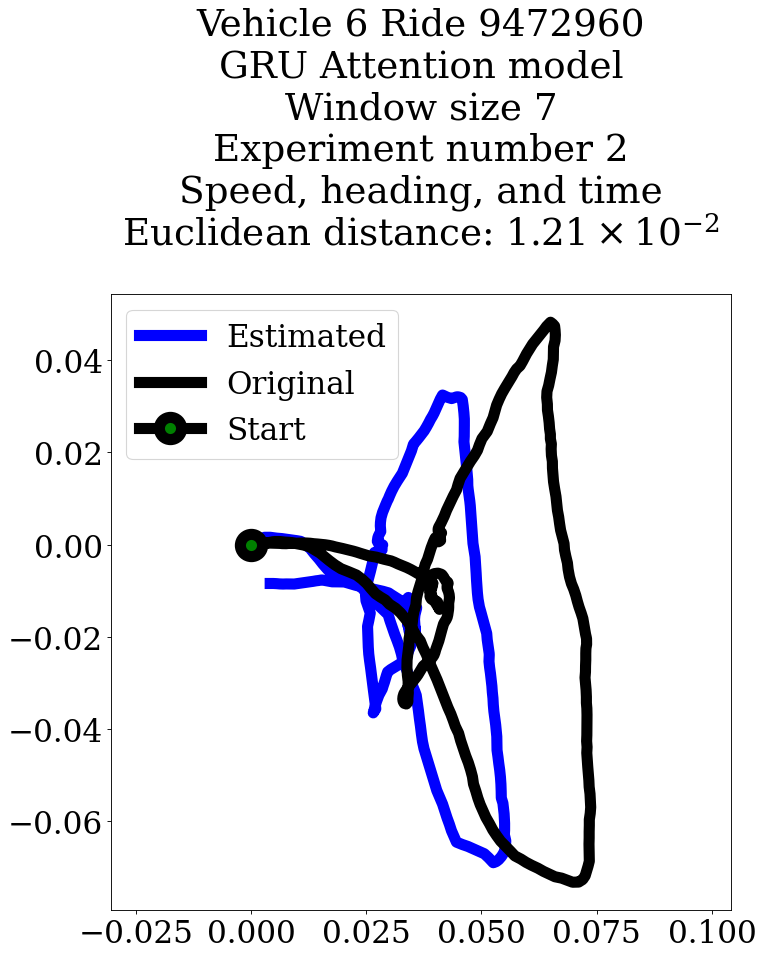 Vehicle 6 Ride 9472960
GRU Attention model
Window size 7
Experiment number 2
Speed, heading, and time
Euclidean distance: 1.21 × 10⁻²
Estimated
Original
Start
0.04
0.02
0.00
−0.02
−0.04
−0.06
−0.025 0.000 0.025 0.050 0.075 0.100